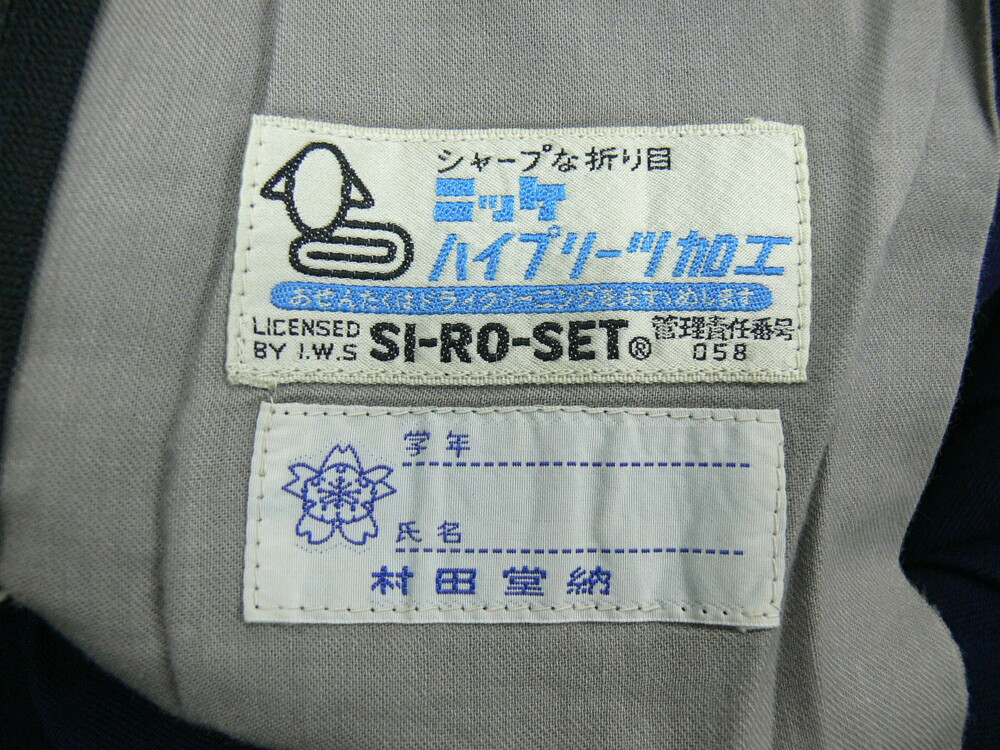 シャープな折り目
ニッケ
ハイプリーツ加工
おせんたくはドライクリーニングをおすゝめします
LICENSED
BY I.W.S
SI-RO-SET®
管理責任番号
058
学年
氏名
村田堂納